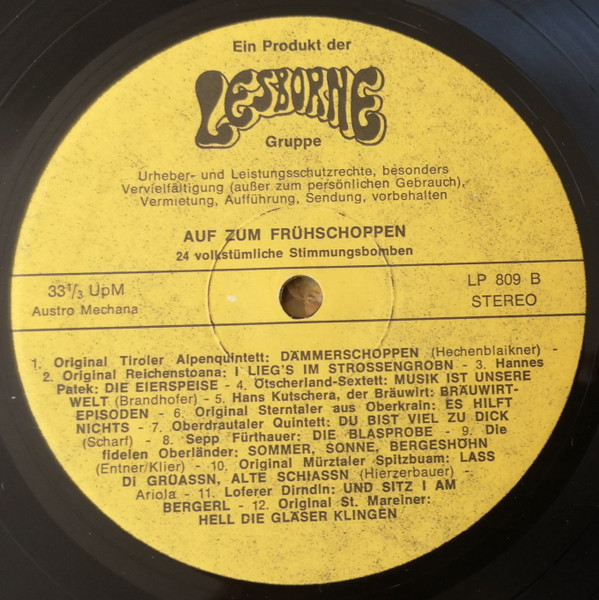 Ein Produkt der
LESBORNE
Gruppe
Urheber- und Leistungsschutzrechte, besonders
Vervielfältigung (außer zum persönlichen Gebrauch),
Vermietung, Aufführung, Sendung, vorbehalten
AUF ZUM FRÜHSCHOPPEN
24 volkstümliche Stimmungsbomben
33⅓ UpM
Austro Mechana
LP 809 B
STEREO
1. Original Tiroler Alpenquintett: DÄMMERSCHOPPEN (Hechenblaikner) -
2. Original Reichenstoana: I LIEG'S IM STROSSENGROBN - 3. Hannes
Patek: DIE EIERSPEISE - 4. Ötscherland-Sextett: MUSIK IST UNSERE
WELT (Brandhofer) - 5. Hans Kutschera, der Bräuwirt: BRÄUWIRT-
EPISODEN - 6. Original Sterntaler aus Oberkrain: ES HILFT
NICHTS - 7. Oberdrautaler Quintett: DU BIST VIEL ZU DICK
(Scharf) - 8. Sepp Fürthauer: DIE BLASPROBE - 9. Die
fidelen Oberländer: SOMMER, SONNE, BERGESHÖHN
(Entner/Klier) - 10. Original Mürztaler Spitzbuam: LASS
DI GRÜASSN, ALTE SCHIASSN (Hierzerbauer) -
Ariola - 11. Loferer Dirndln: UND SITZ I AM
BERGERL - 12. Original St. Mareiner:
HELL DIE GLÄSER KLINGEN